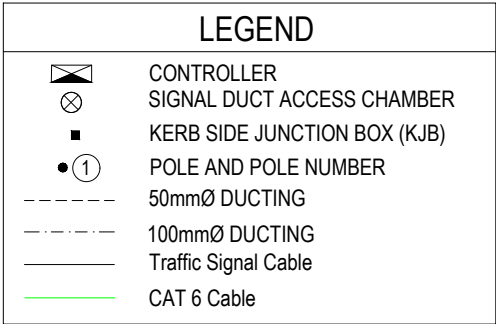 LEGEND
CONTROLLER
SIGNAL DUCT ACCESS CHAMBER
KERB SIDE JUNCTION BOX (KJB)
1 POLE AND POLE NUMBER
50mmØ DUCTING
100mmØ DUCTING
Traffic Signal Cable
CAT 6 Cable